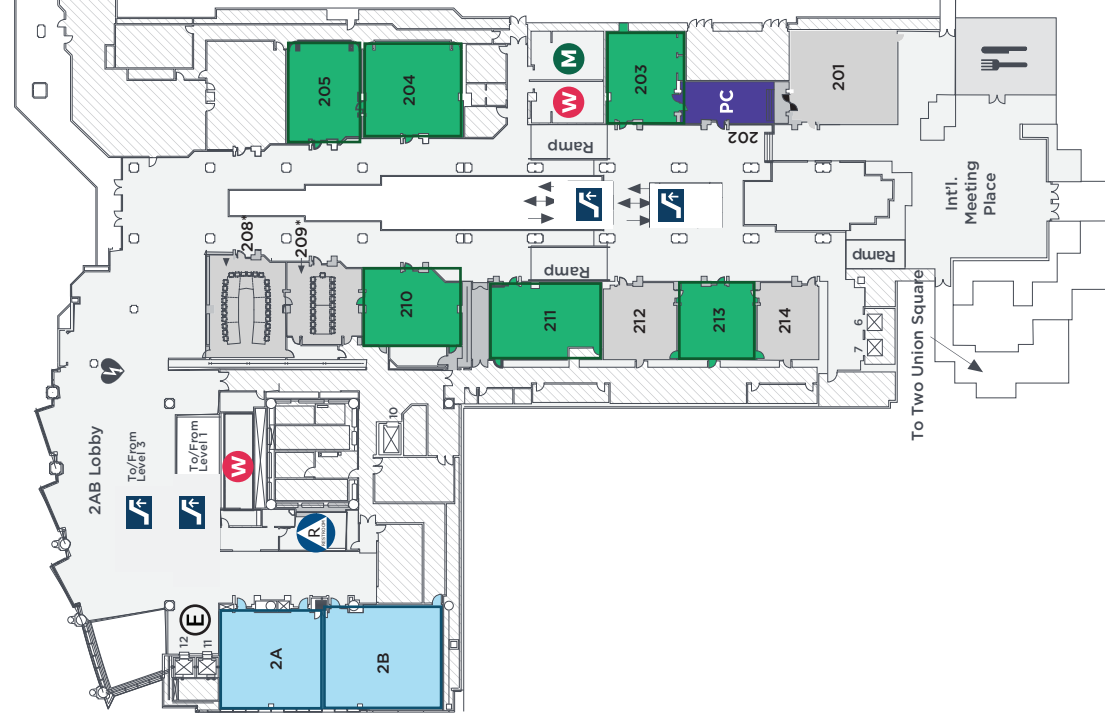 205
204
M
W
203
PC
202
201
Ramp
Int'l.
Meeting
Place
208*
209*
Ramp
Ramp
210
211
212
213
214
6
7
To Two Union Square
10
2AB Lobby
To/From
Level 3
To/From
Level 1
W
R
RESTROOM
E
12
11
2A
2B